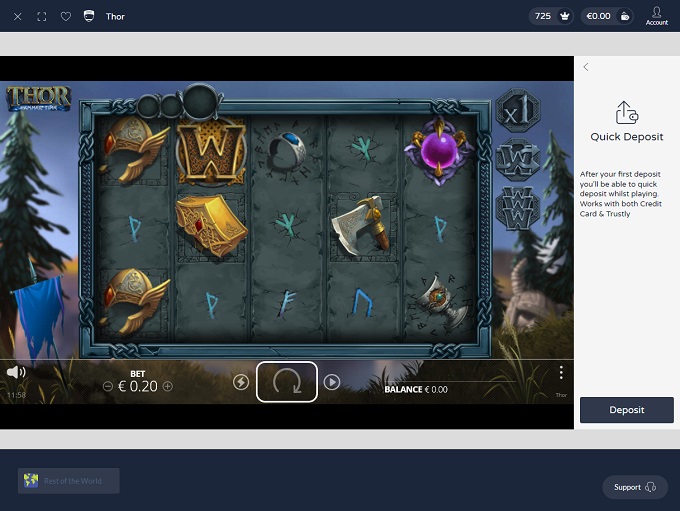 Thor
725
€0.00
Account
THOR
HAMMER TIME
W
x1
W
W
Quick Deposit
After your first deposit
you'll be able to quick
deposit whilst playing.
Works with both Credit
Card & Trustly
BET
€ 0.20
BALANCE € 0.00
11:58
Thor
Deposit
Rest of the World
Support